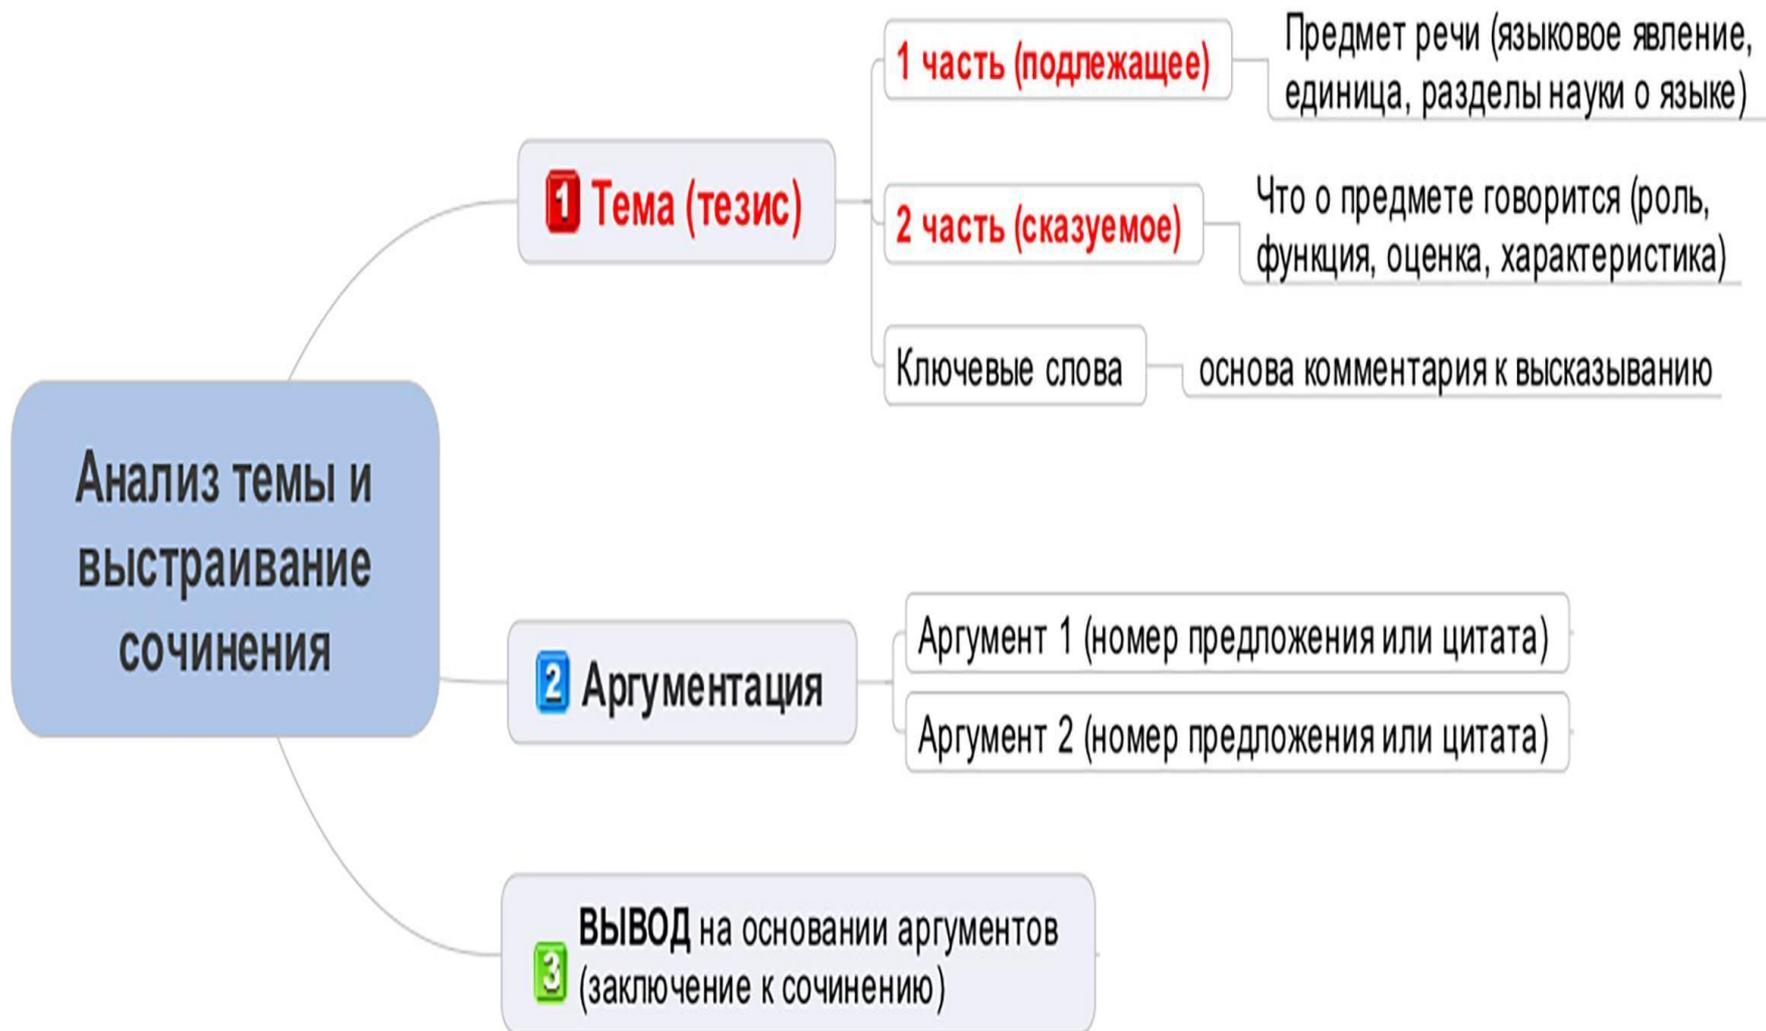 Анализ темы и
выстраивание
сочинения
1 Тема (тезис)
1 часть (подлежащее)
Предмет речи (языковое явление,
единица, разделы науки о языке)
2 часть (сказуемое)
Что о предмете говорится (роль,
функция, оценка, характеристика)
Ключевые слова
основа комментария к высказыванию
2 Аргументация
Аргумент 1 (номер предложения или цитата)
Аргумент 2 (номер предложения или цитата)
3 ВЫВОД на основании аргументов
(заключение к сочинению)